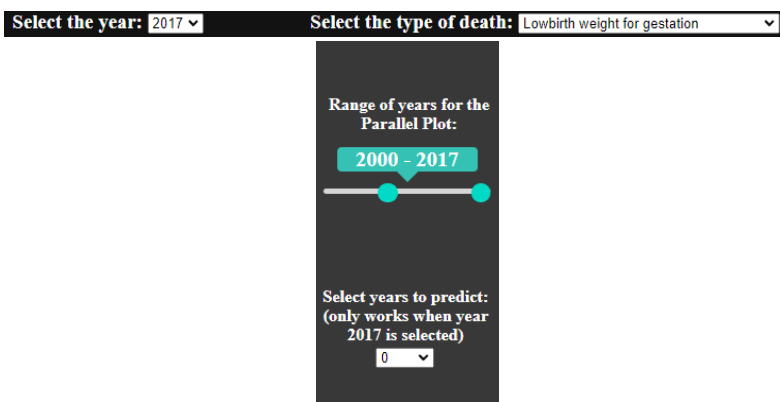 Select the year: 2017 Select the type of death: Lowbirth weight for gestation
Range of years for the
Parallel Plot:
2000 - 2017
Select years to predict:
(only works when year
2017 is selected)
0